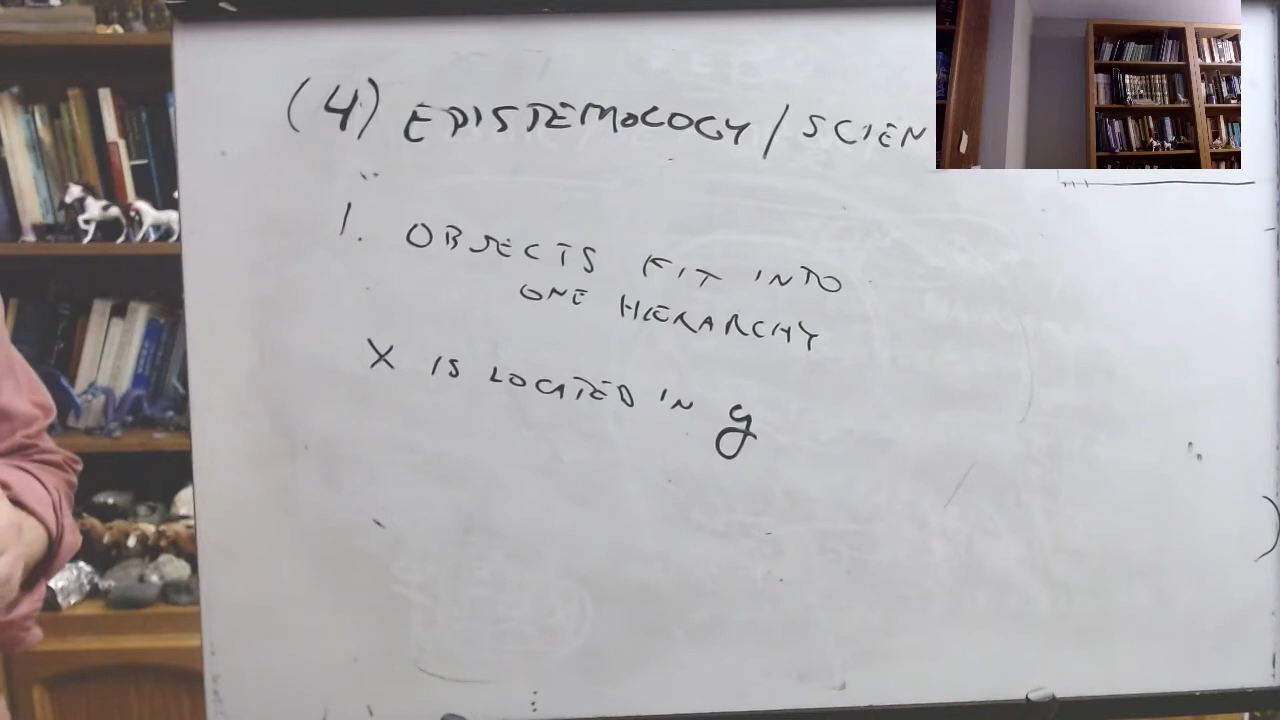 (4) EPISTEMOLOGY/SCIEN
1. OBJECTS FIT INTO
ONE HIERARCHY
X IS LOCATED IN y